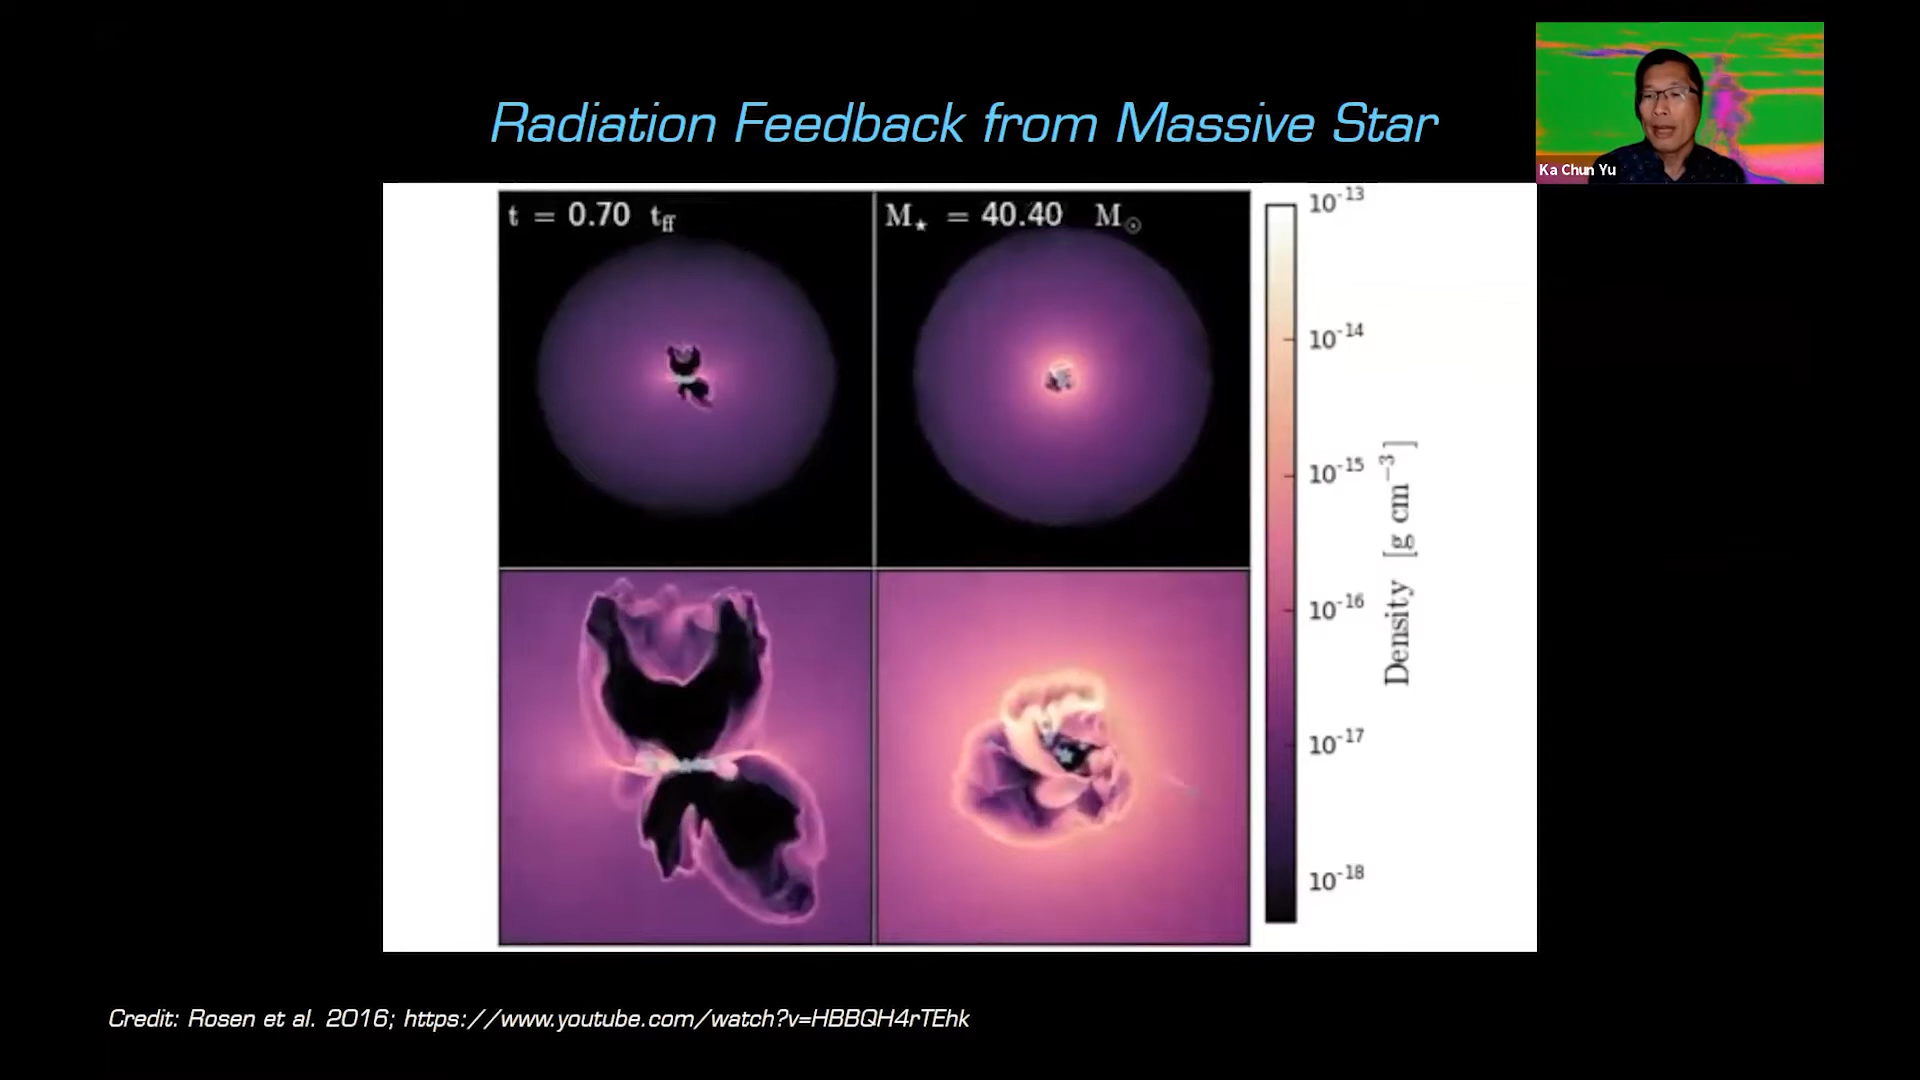 Radiation Feedback from Massive Star
Ka Chun Yu
t = 0.70 t_ff
M⋆ = 40.40 M⊙
10^-13
10^-14
10^-15
10^-16
10^-17
10^-18
Density [g cm^-3]
Credit: Rosen et al. 2016; https://www.youtube.com/watch?v=HBBQH4rTEhk